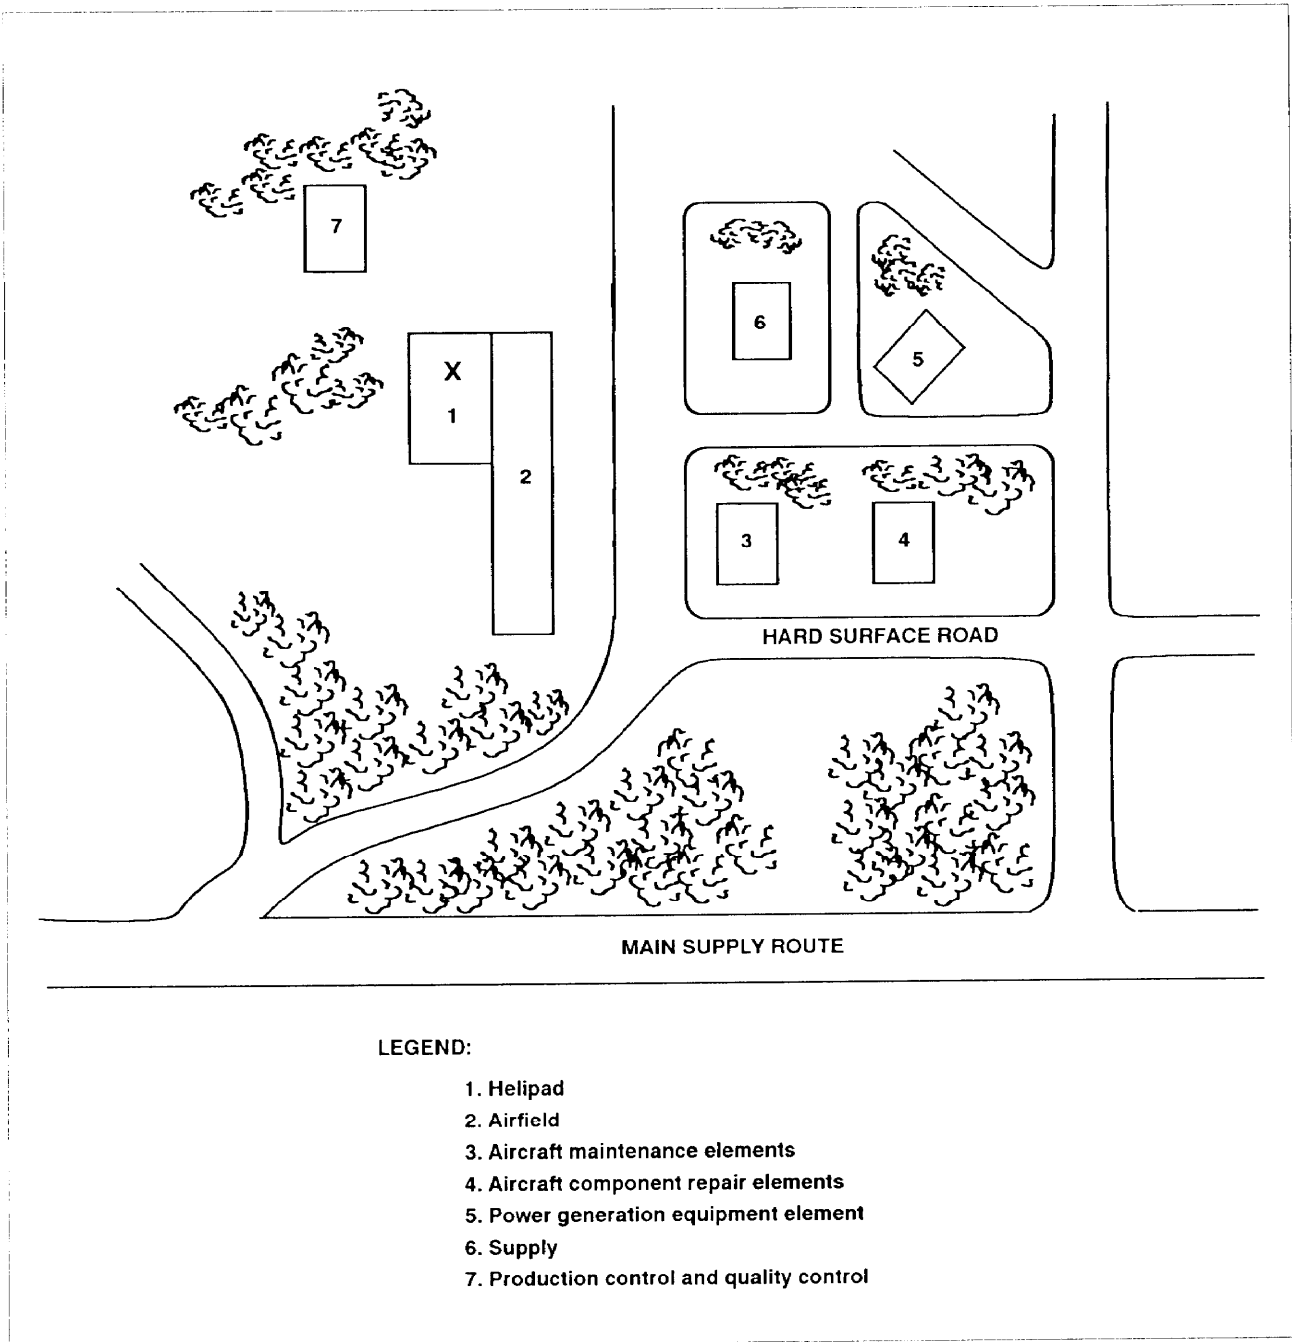 7
6
5
X
1
2
3
4
HARD SURFACE ROAD
MAIN SUPPLY ROUTE
LEGEND:
1. Helipad
2. Airfield
3. Aircraft maintenance elements
4. Aircraft component repair elements
5. Power generation equipment element
6. Supply
7. Production control and quality control